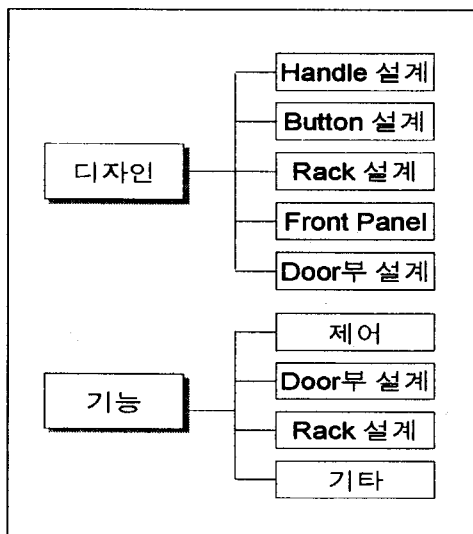 디자인
Handle 설계
Button 설계
Rack 설계
Front Panel
Door부 설계
기능
제어
Door부 설계
Rack 설계
기타